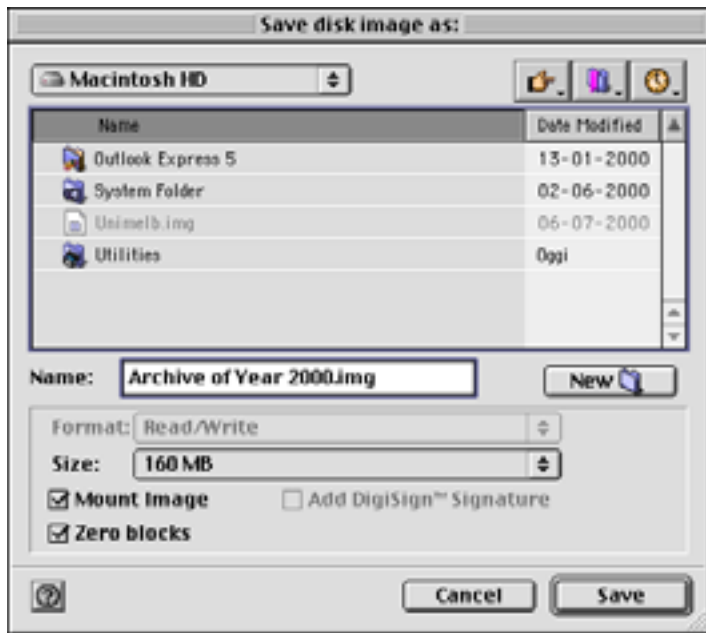 Save disk image as:
Macintosh HD
Name Date Modified
Outlook Express 5 13-01-2000
System Folder 02-06-2000
Unimelb.img 06-07-2000
Utilities Oggi
Name: Archive of Year 2000.img New
Format: Read/Write
Size: 160 MB
Mount Image Add DigiSign™ Signature
Zero blocks
Cancel Save